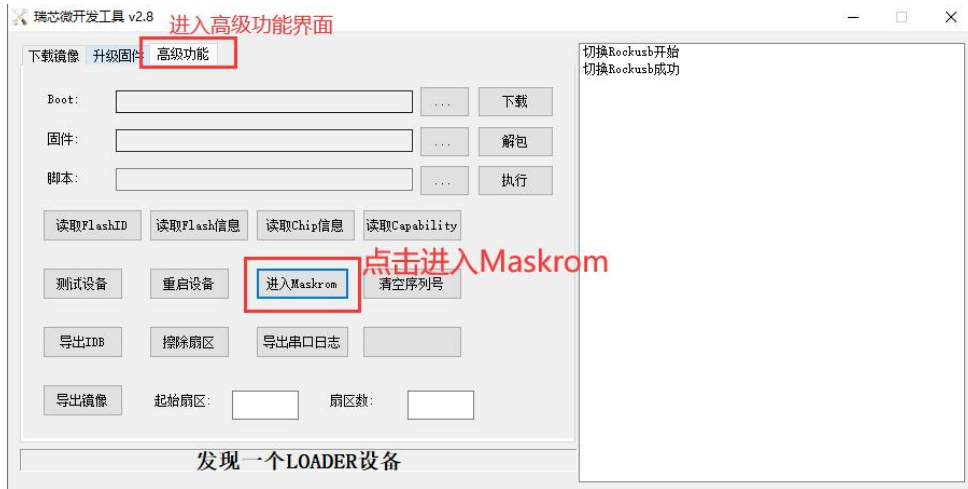 瑞芯微开发工具 v2.8
进入高级功能界面
下载镜像 升级固件 高级功能
切换Rockusb开始
切换Rockusb成功
Boot: ... 下载
固件: ... 解包
脚本: ... 执行
读取FlashID 读取Flash信息 读取Chip信息 读取Capability
点击进入Maskrom
测试设备 重启设备 进入Maskrom 清空序列号
导出IDB 擦除扇区 导出串口日志
导出镜像 起始扇区: 扇区数:
发现一个LOADER设备